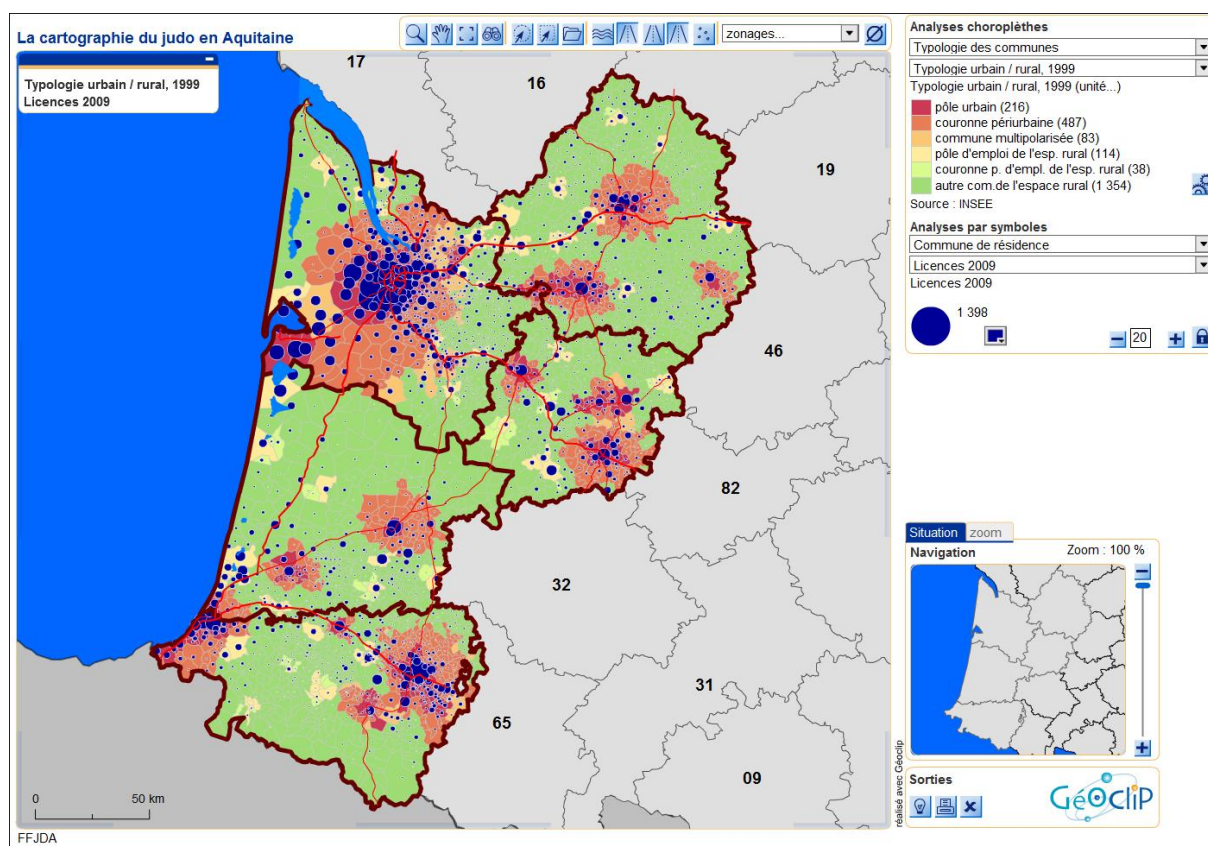 La cartographie du judo en Aquitaine
zonages...
Typologie urbain / rural, 1999
Licences 2009
17
16
19
46
82
32
31
65
09
0 50 km
FFJDA
réalisé avec Géoclip
Analyses choroplèthes
Typologie des communes
Typologie urbain / rural, 1999
Typologie urbain / rural, 1999 (unité...)
pôle urbain (216)
couronne périurbaine (487)
commune multipolarisée (83)
pôle d'emploi de l'esp. rural (114)
couronne p. d'empl. de l'esp. rural (38)
autre com.de l'espace rural (1 354)
Source : INSEE
Analyses par symboles
Commune de résidence
Licences 2009
Licences 2009
1 398
20
Situation zoom
Navigation Zoom : 100 %
Sorties
GéOcliP